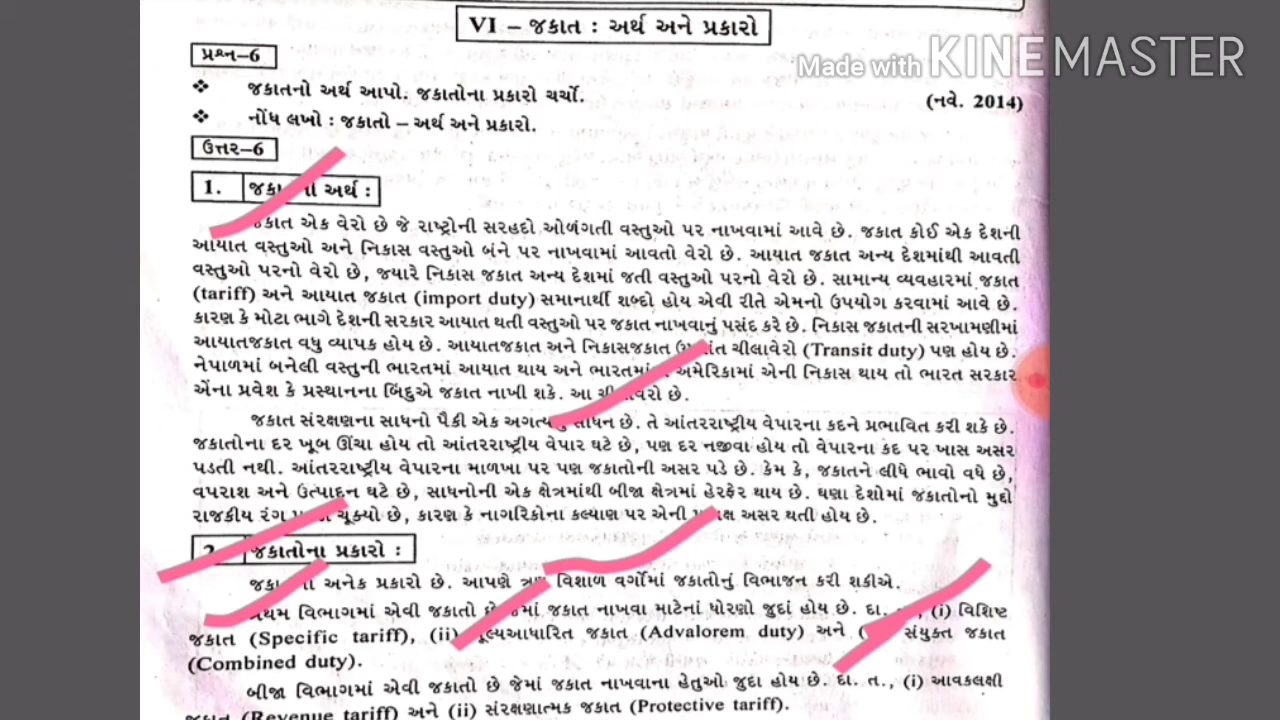 VI – જકાત : અર્થ અને પ્રકારો
Made with KINEMASTER
પ્રશ્ન–6
❖ જકાતનો અર્થ આપો. જકાતોના પ્રકારો ચર્ચો. (નવે. 2014)
❖ નોંધ લખો : જકાતો – અર્થ અને પ્રકારો.
ઉત્તર–6
1. અર્થ :
જકાત એક વેરો છે જે રાષ્ટ્રોની સરહદો ઓળંગતી વસ્તુઓ પર નાખવામાં આવે છે. જકાત કોઈ એક દેશની
આયાત વસ્તુઓ અને નિકાસ વસ્તુઓ બંને પર નાખવામાં આવતો વેરો છે. આયાત જકાત અન્ય દેશમાંથી આવતી
વસ્તુઓ પરનો વેરો છે, જ્યારે નિકાસ જકાત અન્ય દેશમાં જતી વસ્તુઓ પરનો વેરો છે. સામાન્ય વ્યવહારમાં જકાત
(tariff) અને આયાત જકાત (import duty) સમાનાર્થી શબ્દો હોય એવી રીતે એમનો ઉપયોગ કરવામાં આવે છે.
કારણ કે મોટા ભાગે દેશની સરકાર આયાત થતી વસ્તુઓ પર જકાત નાખવાનું પસંદ કરે છે. નિકાસ જકાતની સરખામણીમાં
આયાતજકાત વધુ વ્યાપક હોય છે. આયાતજકાત અને નિકાસજકાત ચીલાવેરો (Transit duty) પણ હોય છે.
નેપાળમાં બનેલી વસ્તુની ભારતમાં આયાત થાય અને અમેરિકામાં એની નિકાસ થાય તો ભારત સરકાર
એંના પ્રવેશ કે પ્રસ્થાનના બિંદુએ જકાત નાખી શકે. આ છે.
જકાત સંરક્ષણના સાધનો પૈકી એક અગત્યનું સાધન છે. તે આંતરરાષ્ટ્રીય વેપારના કદને પ્રભાવિત કરી શકે છે.
જકાતોના દર ખૂબ ઊંચા હોય તો આંતરરાષ્ટ્રીય વેપાર ઘટે છે, પણ દર નજીવા હોય તો વેપારના કદ પર ખાસ અસર
પડતી નથી. આંતરરાષ્ટ્રીય વેપારના માળખા પર પણ જકાતોની અસર પડે છે. કેમ કે, જકાતને લીધે ભાવો વધે છે,
વપરાશ અને ઉત્પાદન ઘટે છે, સાધનોની એક ક્ષેત્રમાંથી બીજા ક્ષેત્રમાં હેરફેર થાય છે. ઘણા દેશોમાં જકાતોનો મુદ્દો
રાજકીય રંગ ચૂક્યો છે, કારણ કે નાગરિકોના કલ્યાણ પર એની અસર થતી હોય છે.
2. જકાતોના પ્રકારો :
અનેક પ્રકારો છે. આપણે ત્રણ વિશાળ વર્ગોમાં જકાતોનું વિભાજન કરી શકીએ.
પ્રથમ વિભાગમાં એવી જકાતો છે જેમાં જકાત નાખવા માટેનાં ધોરણો જુદાં હોય છે. દા. (i) વિશિષ્ટ
જકાત (Specific tariff), (ii) મૂલ્યઆધારિત જકાત (Advalorem duty) અને સંયુક્ત જકાત
(Combined duty).
બીજા વિભાગમાં એવી જકાતો છે જેમાં જકાત નાખવાના હેતુઓ જુદા હોય છે. દા. ત., (i) આવકલક્ષી
જકાત (Revenue tariff) અને (ii) સંરક્ષણાત્મક જકાત (Protective tariff).